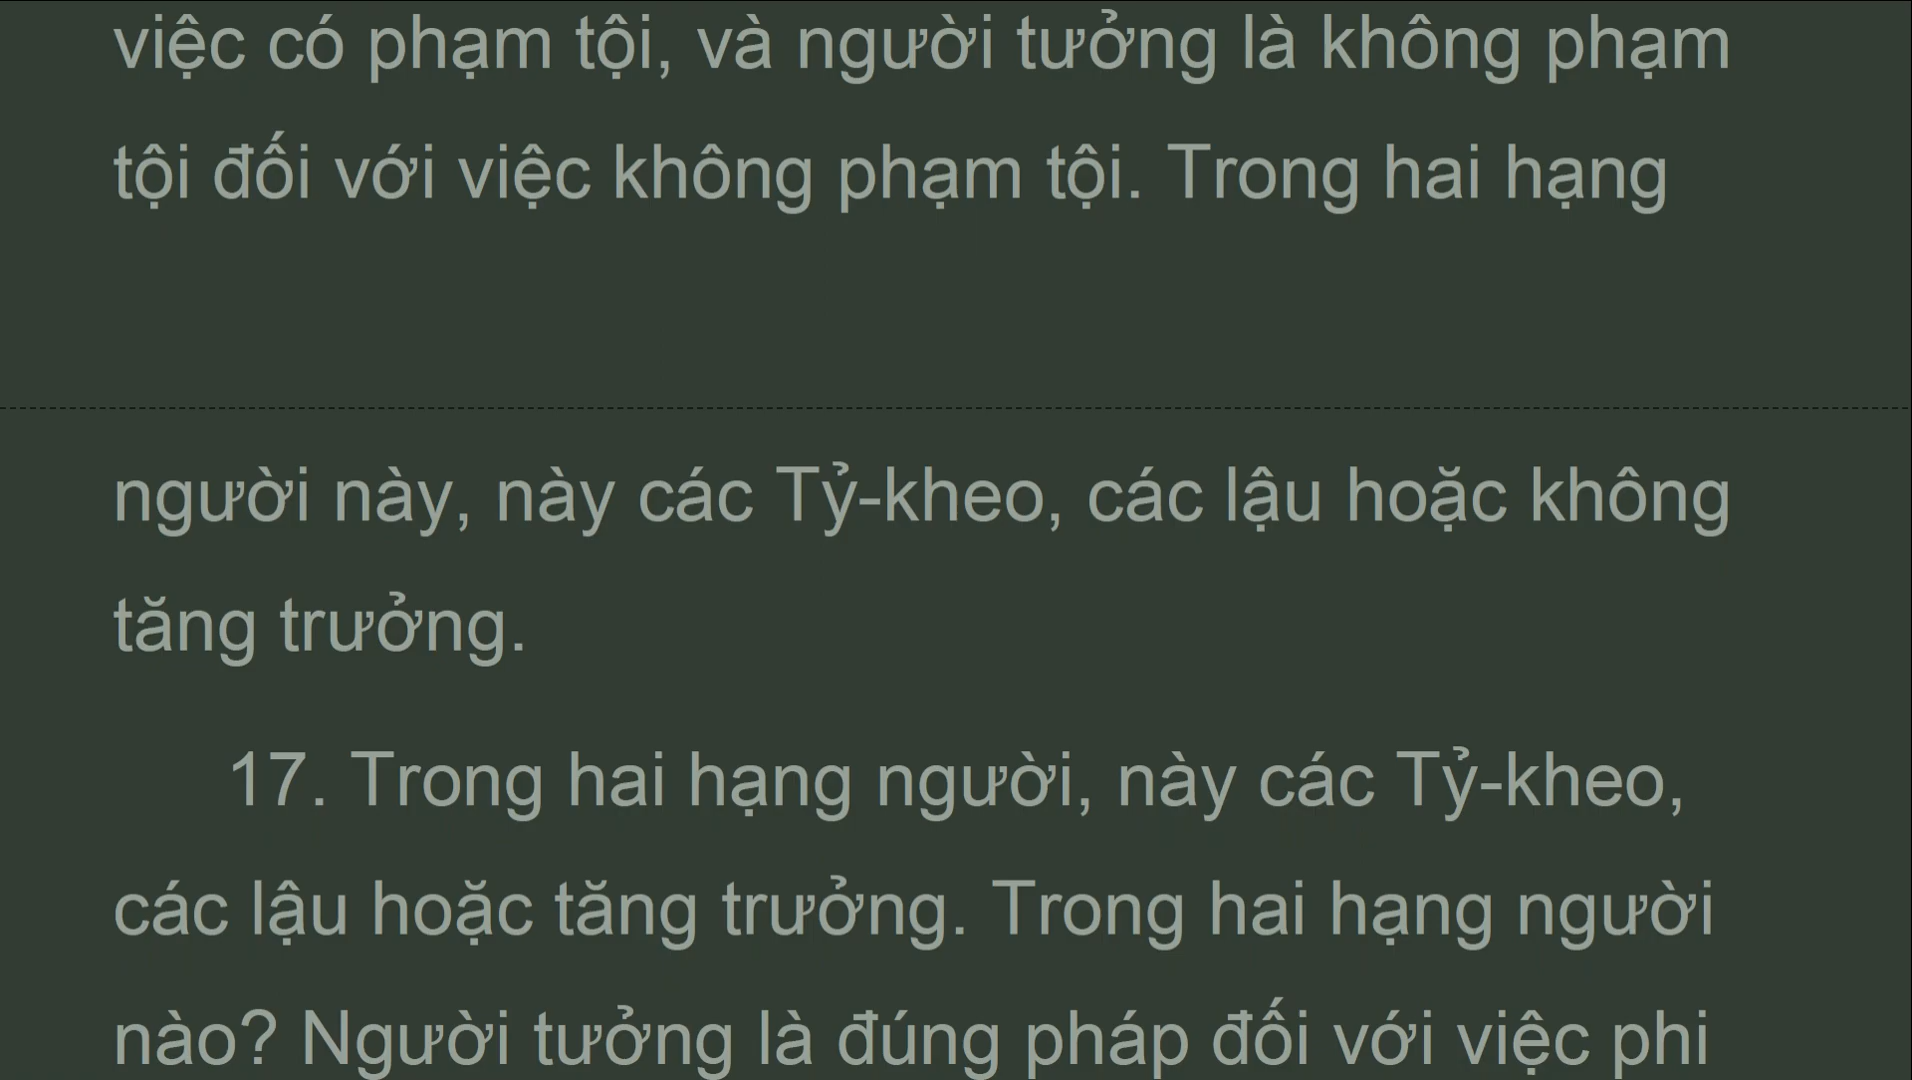 việc có phạm tội, và người tưởng là không phạm
tội đối với việc không phạm tội. Trong hai hạng
người này, này các Tỷ-kheo, các lậu hoặc không
tăng trưởng.
17. Trong hai hạng người, này các Tỷ-kheo,
các lậu hoặc tăng trưởng. Trong hai hạng người
nào? Người tưởng là đúng pháp đối với việc phi